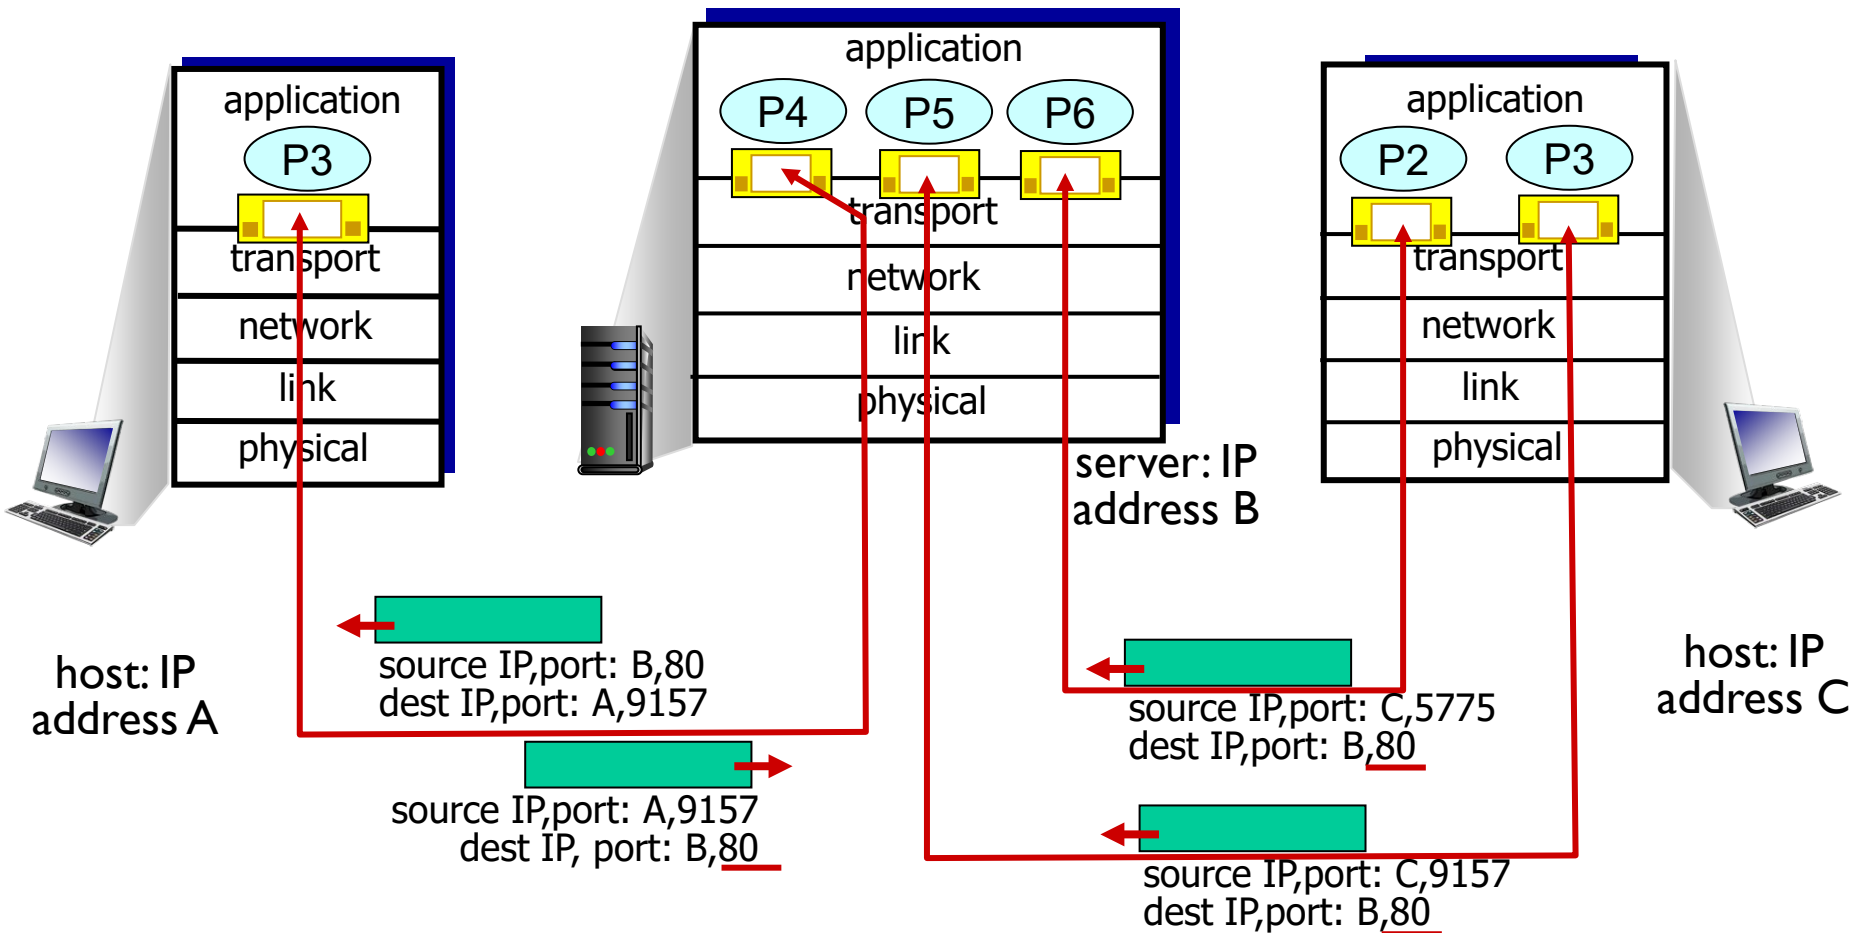 application
P3
transport
network
link
physical
host: IP
address A
application
P4
P5
P6
transport
network
link
physical
server: IP
address B
application
P2
P3
transport
network
link
physical
host: IP
address C
source IP,port: B,80
dest IP,port: A,9157
source IP,port: A,9157
dest IP, port: B,80
source IP,port: C,5775
dest IP,port: B,80
source IP,port: C,9157
dest IP,port: B,80